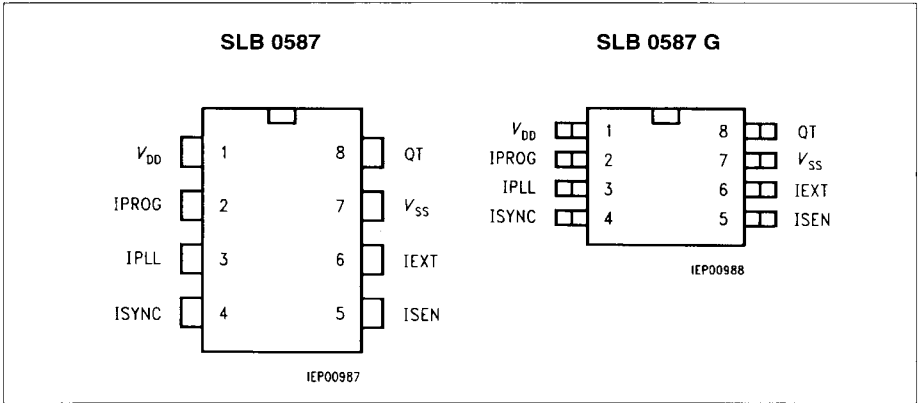 SLB 0587
V_DD 1 8 QT
IPROG 2 7 V_SS
IPLL 3 6 IEXT
ISYNC 4 5 ISEN
IEP00987
SLB 0587 G
V_DD 1 8 QT
IPROG 2 7 V_SS
IPLL 3 6 IEXT
ISYNC 4 5 ISEN
IEP00988